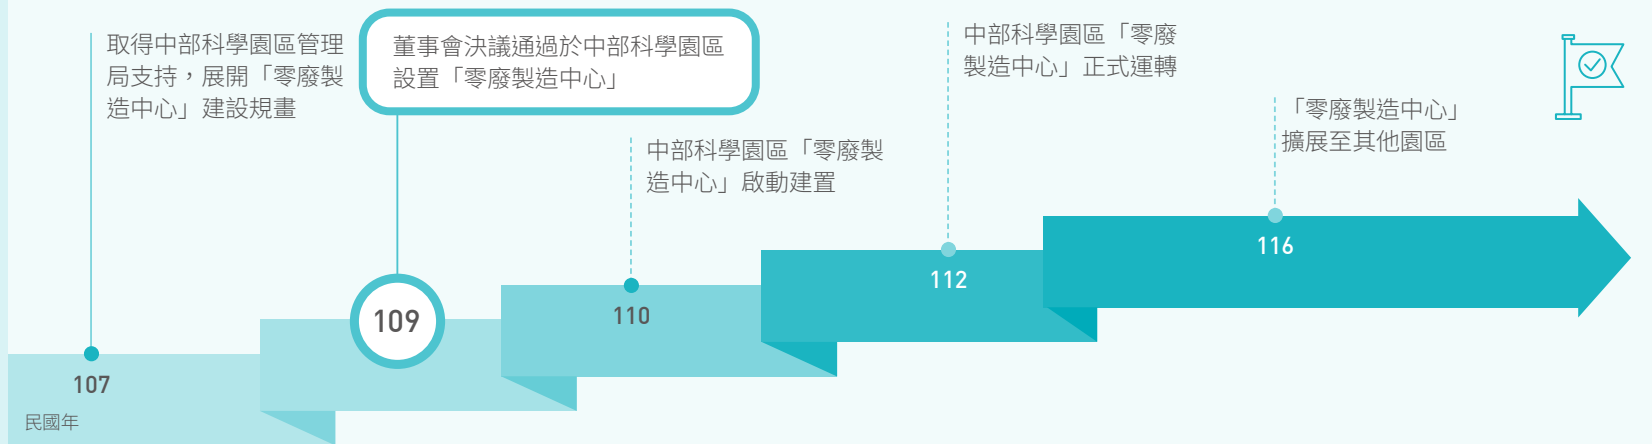 取得中部科學園區管理
局支持，展開「零廢製
造中心」建設規畫
107
民國年
董事會決議通過於中部科學園區
設置「零廢製造中心」
109
中部科學園區「零廢製
造中心」啟動建置
110
中部科學園區「零廢
製造中心」正式運轉
112
「零廢製造中心」
擴展至其他園區
116